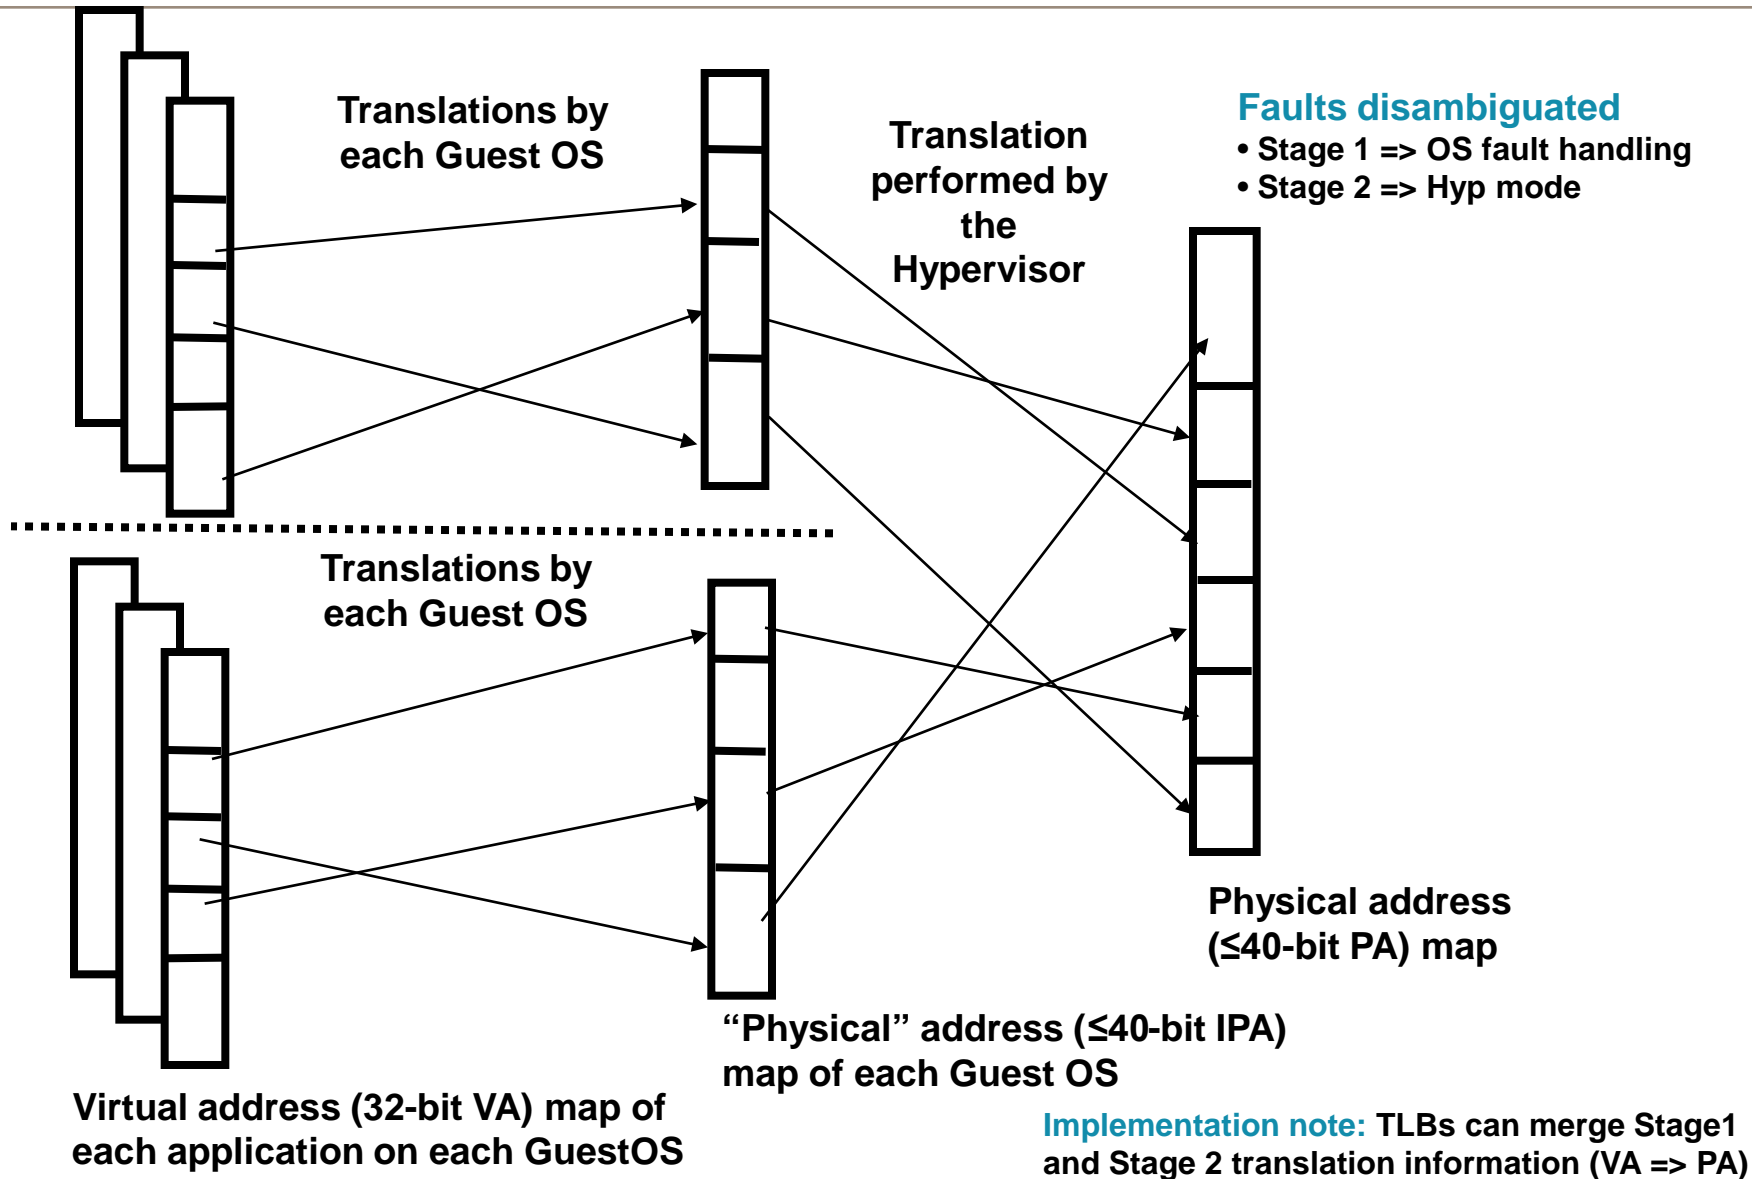 Translations by
each Guest OS
Translation
performed by
the
Hypervisor
Faults disambiguated
• Stage 1 => OS fault handling
• Stage 2 => Hyp mode
Translations by
each Guest OS
Physical address
(≤40-bit PA) map
“Physical” address (≤40-bit IPA)
map of each Guest OS
Virtual address (32-bit VA) map of
each application on each GuestOS
Implementation note: TLBs can merge Stage1
and Stage 2 translation information (VA => PA)